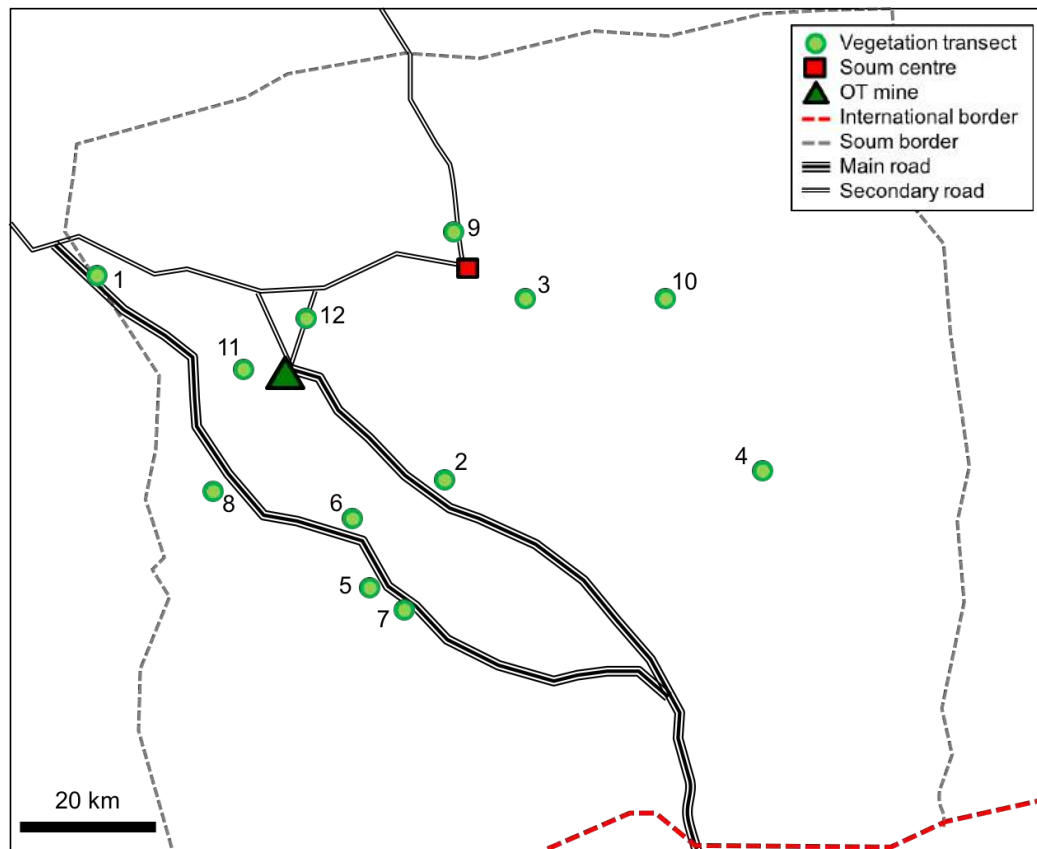 Vegetation transect
Soum centre
OT mine
International border
Soum border
Main road
Secondary road
9
1
3
10
12
11
2
4
8
6
5
7
20 km